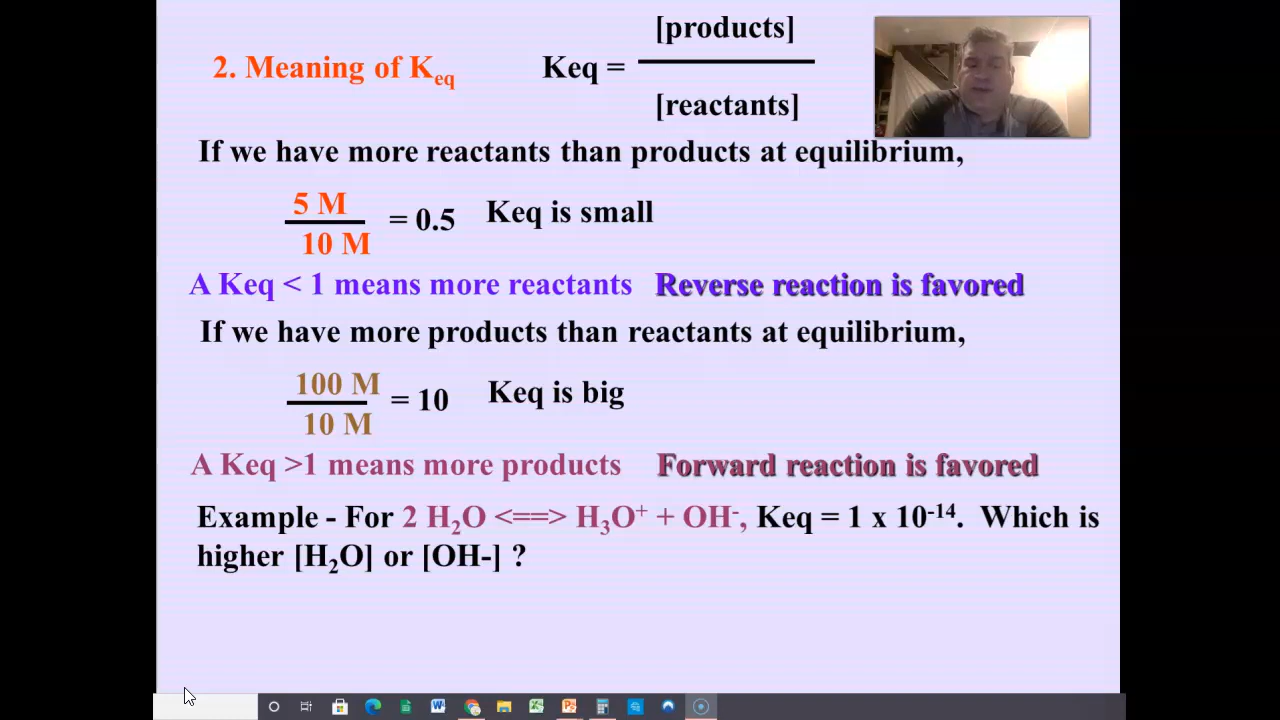 [products]
2. Meaning of Keq Keq =
[reactants]
If we have more reactants than products at equilibrium,
5 M
= 0.5 Keq is small
10 M
A Keq < 1 means more reactants Reverse reaction is favored
If we have more products than reactants at equilibrium,
100 M
= 10 Keq is big
10 M
A Keq >1 means more products Forward reaction is favored
Example - For 2 H₂O <==> H₃O⁺ + OH⁻, Keq = 1 x 10⁻¹⁴. Which is
higher [H₂O] or [OH-] ?